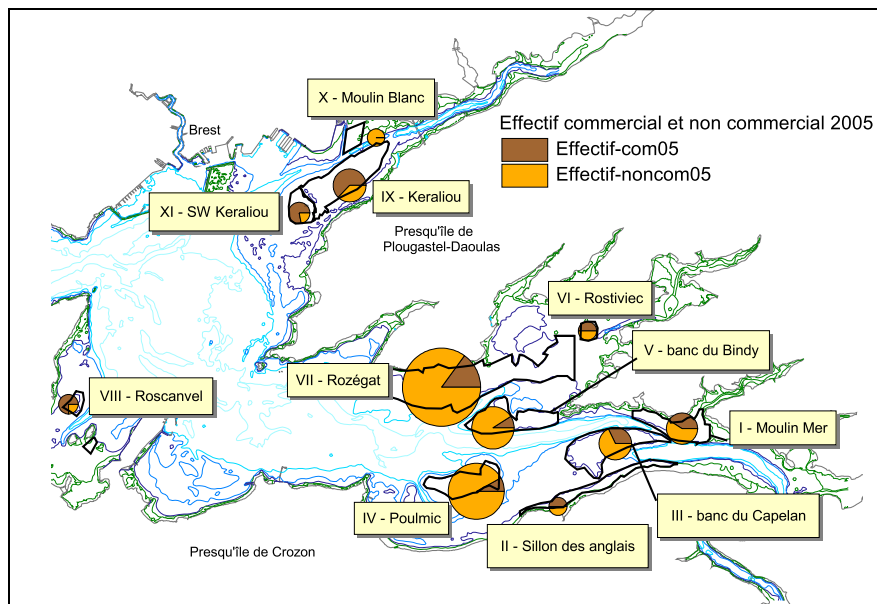 X - Moulin Blanc
Brest
Effectif commercial et non commercial 2005
Effectif-com05
Effectif-noncom05
XI - SW Keraliou
IX - Keraliou
Presqu'île de
Plougastel-Daoulas
VI - Rostiviec
V - banc du Bindy
VII - Rozégat
VIII - Roscanvel
I - Moulin Mer
IV - Poulmic
III - banc du Capelan
II - Sillon des anglais
Presqu'île de Crozon